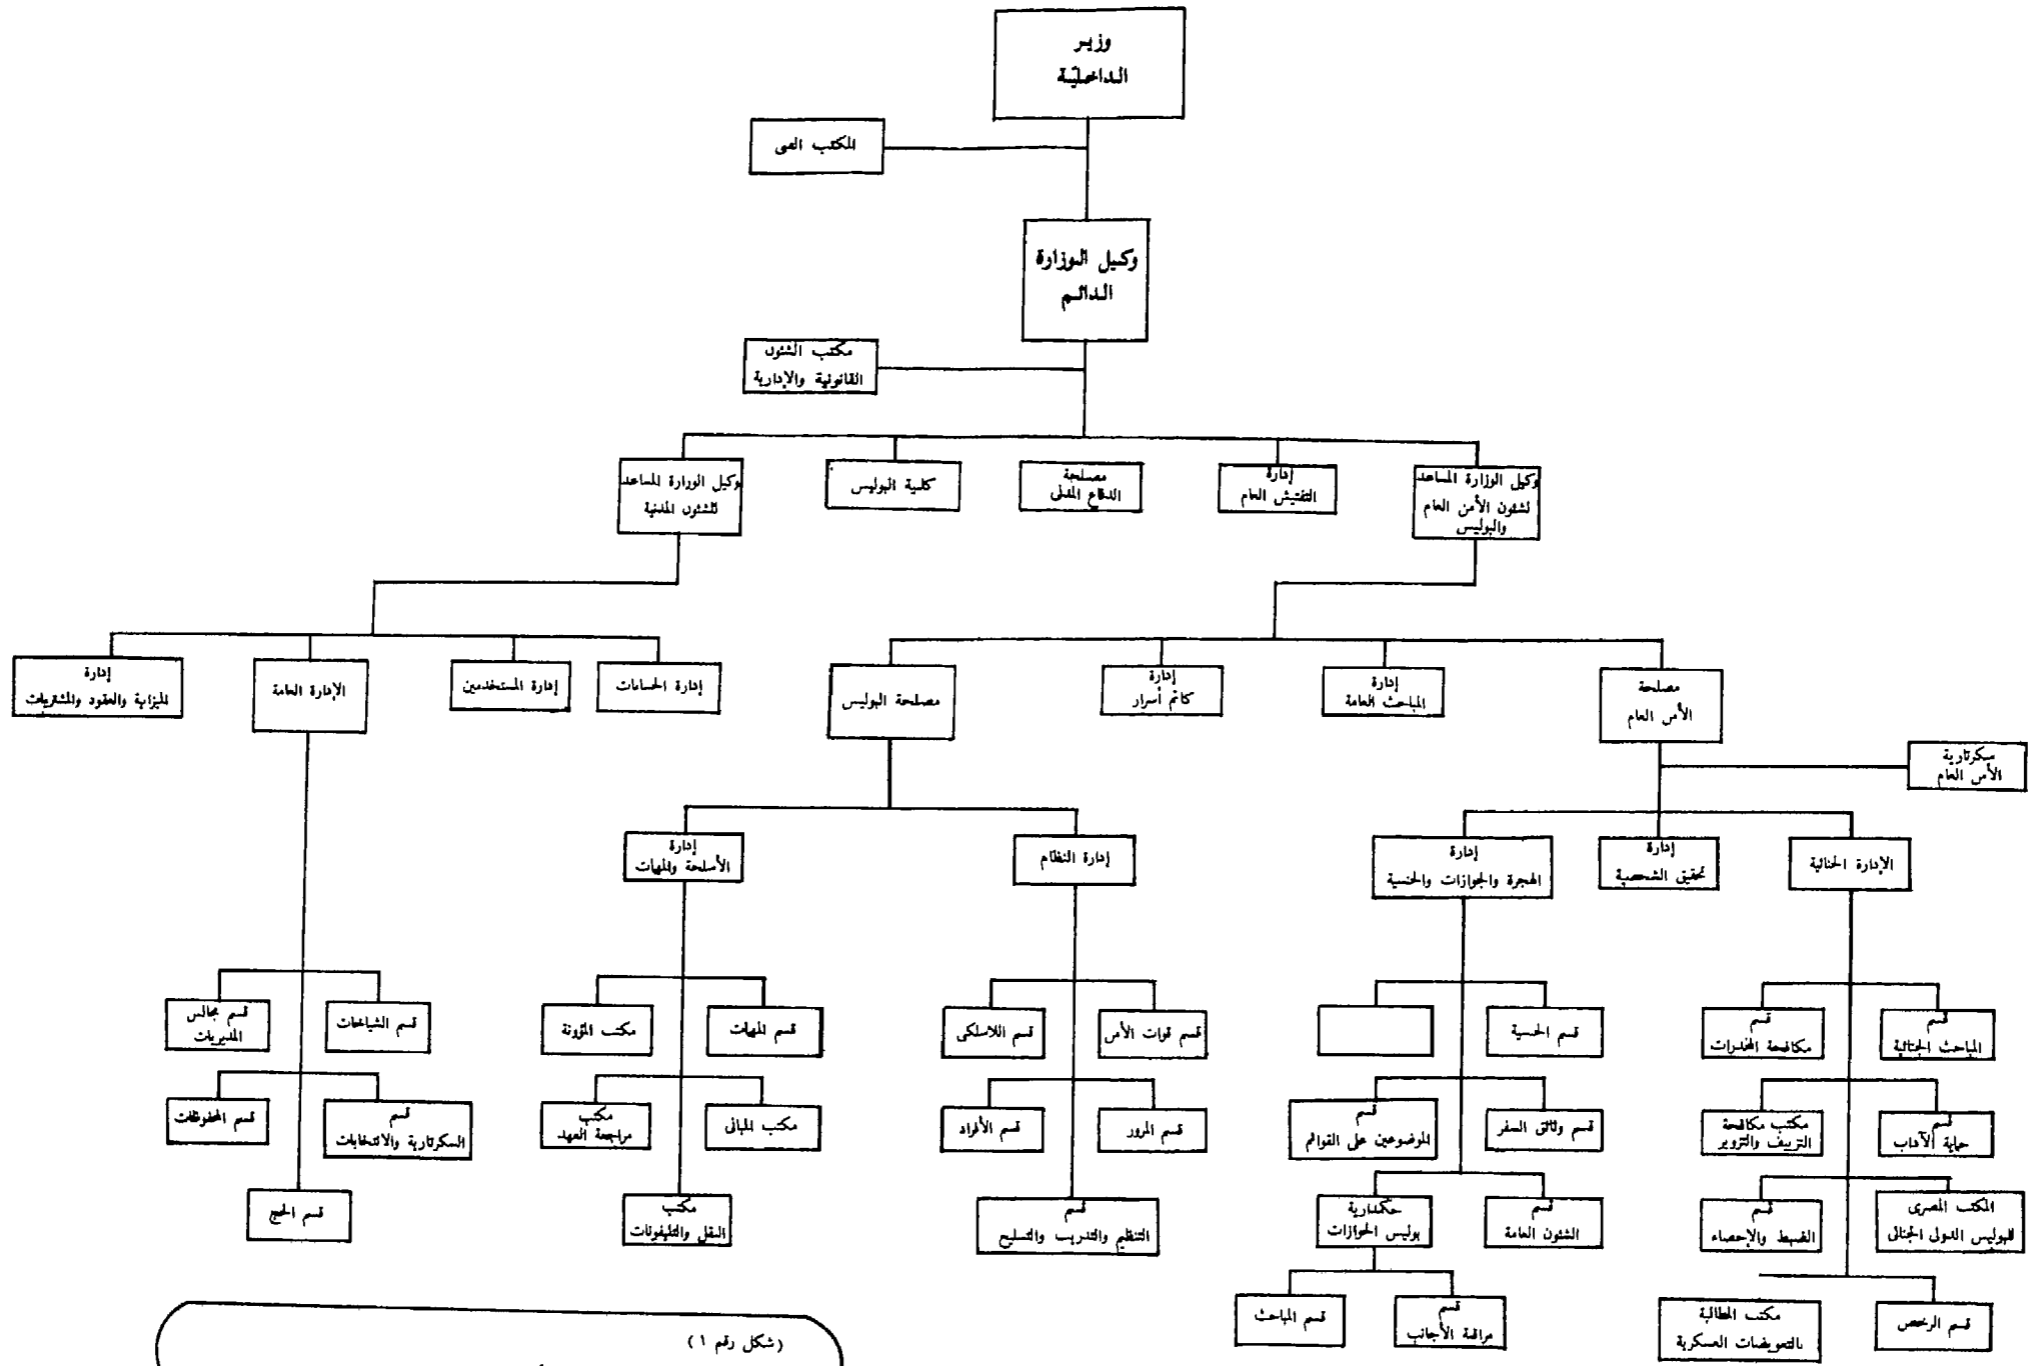 وزير
الداخلية
المكتب الفنى
وكيل الوزارة
الدائم
مكتب الشئون
القانونية والإدارية
وكيل الوزارة المساعد
لشئون الأمن العام
والبوليس
إدارة
التفتيش العام
مصلحة
الدفاع المدنى
كلية البوليس
وكيل الوزارة المساعد
للشئون المدنية
مصلحة
الأمن العام
إدارة
المباحث العامة
إدارة
كاتم أسرار
مصلحة البوليس
إدارة الحسابات
إدارة المستخدمين
الإدارة العامة
إدارة
الميزانية والعقود والمشتريات
سكرتارية
الأمن العام
الإدارة الجنائية
إدارة
تحقيق الشخصية
إدارة
الهجرة والجوازات والجنسية
إدارة النظام
إدارة
الأسلحة والمهمات
قسم
المباحث الجنائية
قسم
مكافحة المخدرات
قسم الجنسية
قسم قوات الأمن
قسم اللاسلكى
قسم المهمات
مكتب المؤونة
قسم الشياخات
قسم مجالس
المديريات
قسم
حماية الآداب
مكتب مكافحة
التزييف والتزوير
قسم وثائق السفر
قسم
الموضوعين على القوائم
قسم المرور
قسم الأفراد
مكتب المبانى
مكتب
مراجعة العهد
قسم
السكرتارية والانتخابات
قسم المحفوظات
المكتب المصرى
للبوليس الدولى الجنائى
قسم
الضبط والإحصاء
قسم
الشئون العامة
حكمدارية
بوليس الجوازات
قسم
التنظيم والتدريب والتسليح
مكتب
النقل والتليفونات
قسم الحج
قسم الرخص
مكتب المطالبة
بالتعويضات العسكرية
قسم
مراقبة الأجانب
قسم المباحث
(شكل رقم ١)